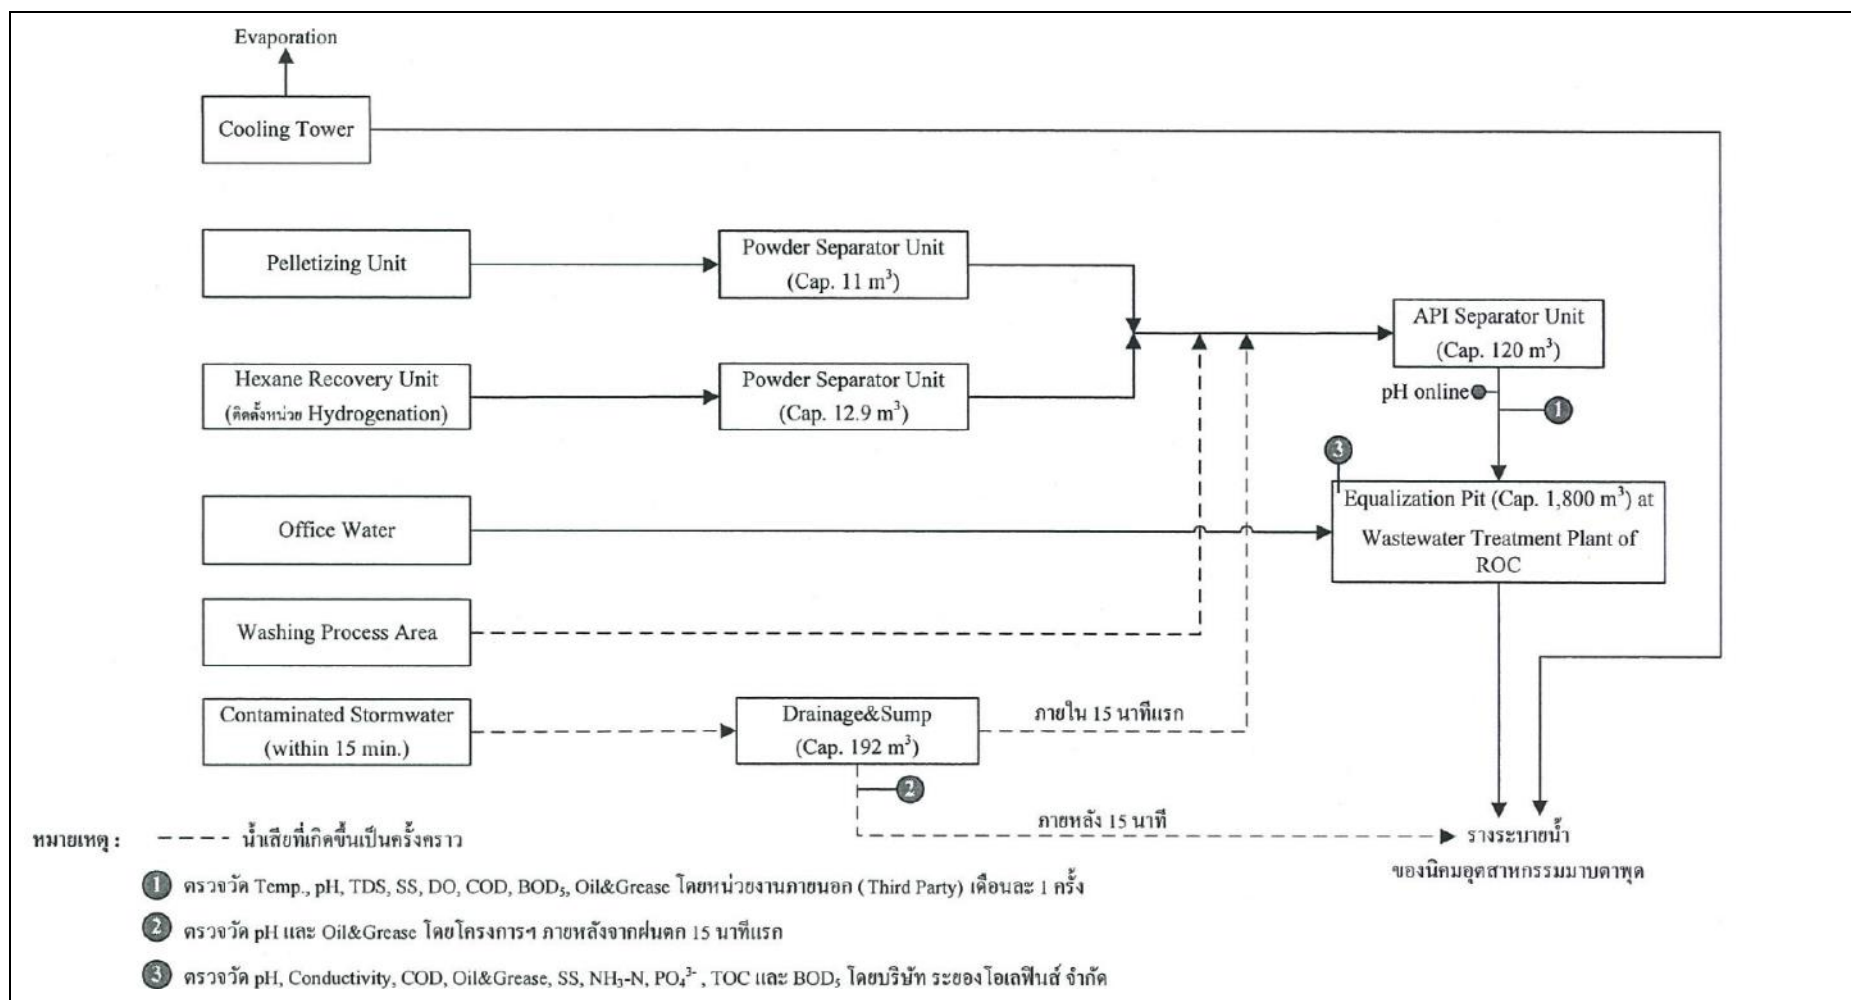 Evaporation
Cooling Tower
Pelletizing Unit
Powder Separator Unit
(Cap. 11 m³)
API Separator Unit
(Cap. 120 m³)
Hexane Recovery Unit
(ติดตั้งหน่วย Hydrogenation)
Powder Separator Unit
(Cap. 12.9 m³)
pH online
1
3
Equalization Pit (Cap. 1,800 m³) at
Wastewater Treatment Plant of
ROC
Office Water
Washing Process Area
Contaminated Stormwater
(within 15 min.)
Drainage&Sump
(Cap. 192 m³)
ภายใน 15 นาทีแรก
2
ภายหลัง 15 นาที
รางระบายน้ำ
ของนิคมอุตสาหกรรมมาบตาพุด
หมายเหตุ : น้ำเสียที่เกิดขึ้นเป็นครั้งคราว
1 ตรวจวัด Temp., pH, TDS, SS, DO, COD, BOD₅, Oil&Grease โดยหน่วยงานภายนอก (Third Party) เดือนละ 1 ครั้ง
2 ตรวจวัด pH และ Oil&Grease โดยโครงการฯ ภายหลังจากฝนตก 15 นาทีแรก
3 ตรวจวัด pH, Conductivity, COD, Oil&Grease, SS, NH₃-N, PO₄³⁻ , TOC และ BOD₅ โดยบริษัท ระยองโอเลฟินส์ จำกัด